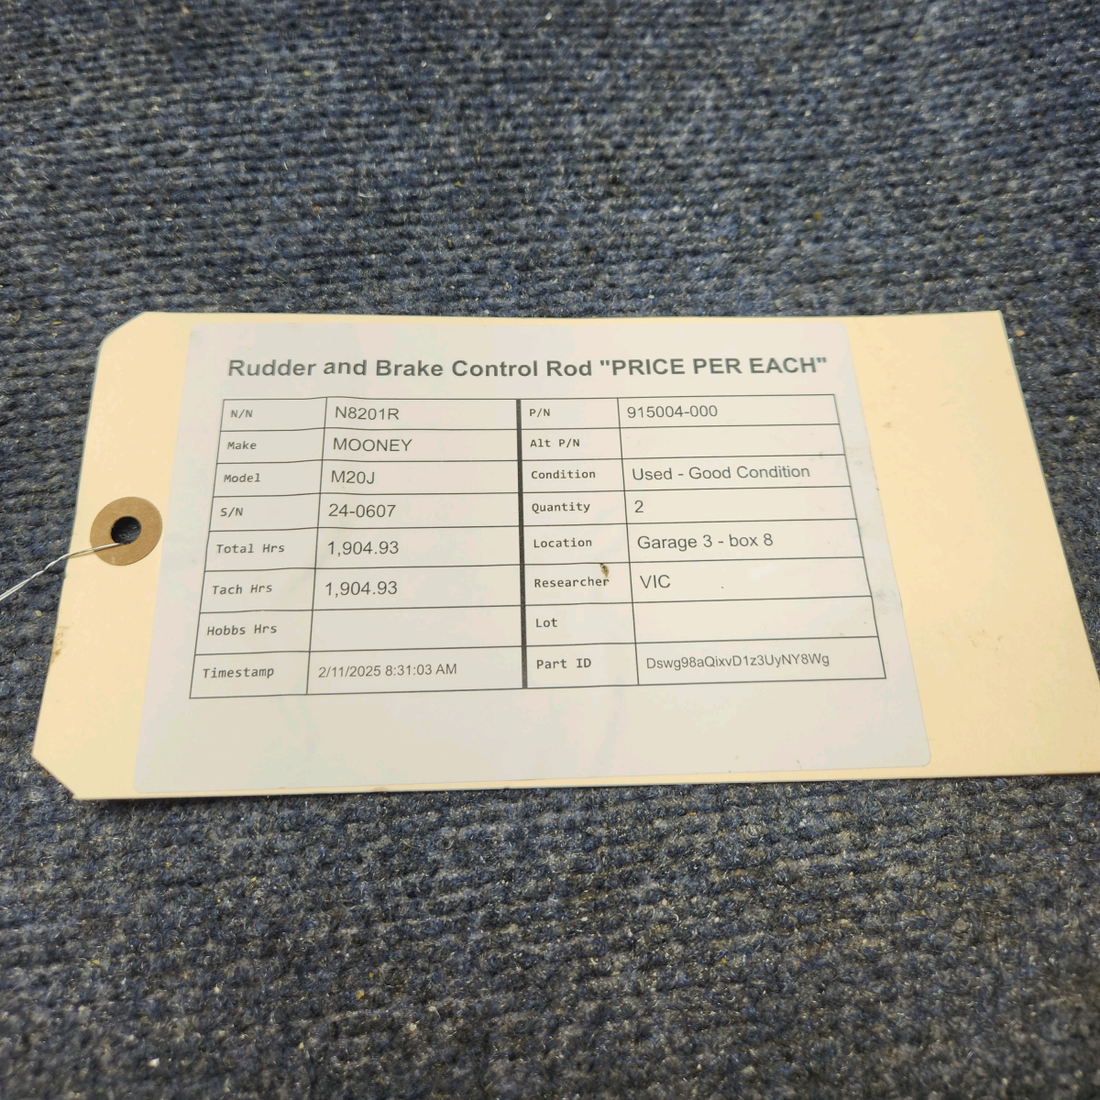 Rudder and Brake Control Rod "PRICE PER EACH"
N/N N8201R P/N 915004-000
Make MOONEY Alt P/N
Model M20J Condition Used - Good Condition
S/N 24-0607 Quantity 2
Total Hrs 1,904.93 Location Garage 3 - box 8
Tach Hrs 1,904.93 Researcher VIC
Hobbs Hrs Lot
Timestamp 2/11/2025 8:31:03 AM Part ID Dswg98aQixvD1z3UyNY8Wg